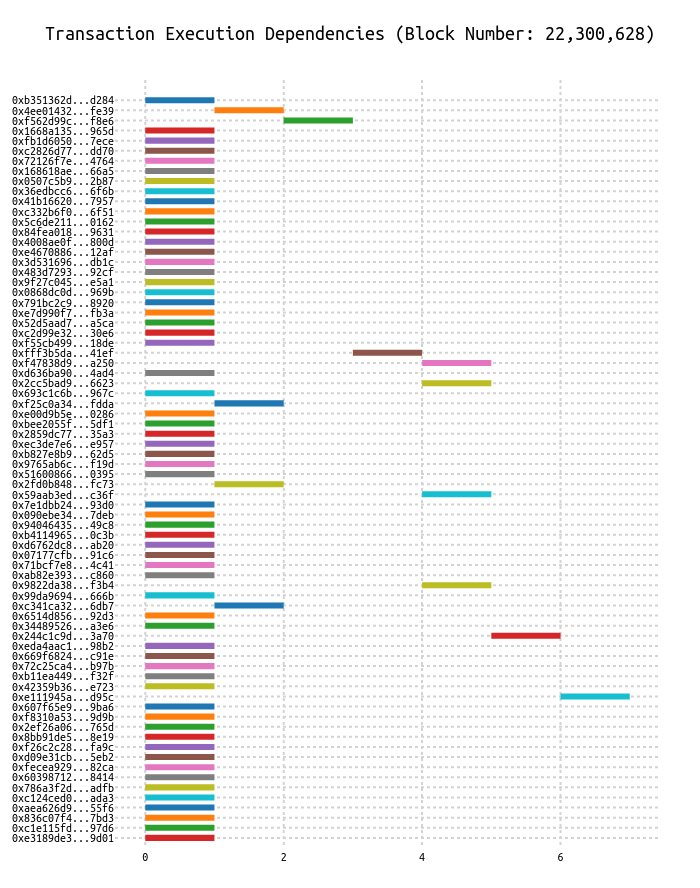 Transaction Execution Dependencies (Block Number: 22,300,628)
0xb351362d...d284
0x4ee01432...fe39
0xf562d99c...f8e6
0x1668a135...965d
0xfb1d6050...7ece
0xc2826d77...dd70
0x72126f7e...4764
0x168618ae...66a5
0x0507c5b9...2b87
0x36edbcc6...6f6b
0x41b16620...7957
0xc332b6f0...6f51
0x5c6de211...0162
0x84fea018...9631
0x4008ae0f...800d
0xe4670886...12af
0x3d531696...db1c
0x483d7293...92cf
0x9f27c045...e5a1
0x0868dc0d...969b
0x791bc2c9...8920
0xe7d990f7...fb3a
0x52d5aad7...a5ca
0xc2d99e32...30e6
0xf55cb499...18de
0xfff3b5da...41ef
0xf47838d9...a250
0xd636ba90...4ad4
0x2cc5bad9...6623
0x693c1c6b...967c
0xf25c0a34...fdda
0xe00d9b5e...0286
0xbee2055f...5df1
0x2859dc77...35a3
0xec3de7e6...e957
0xb827e8b9...62d5
0x9765ab6c...f19d
0x51600866...0395
0x2fd0b848...fc73
0x59aab3ed...c36f
0x7e1dbb24...93d0
0x090ebe34...7deb
0x94046435...49c8
0xb4114965...0c3b
0xd6762dc8...ab20
0x07177cfb...91c6
0x71bcf7e8...4c41
0xab82e393...c860
0x9822da38...f3b4
0x99da9694...666b
0xc341ca32...6db7
0x6514d856...92d3
0x34489526...a3e6
0x244c1c9d...3a70
0xeda4aac1...98b2
0x669f6824...c91e
0x72c25ca4...b97b
0xb11ea449...f32f
0x42359b36...e723
0xe111945a...d95c
0x607f65e9...9ba6
0xf8310a53...9d9b
0x2ef26a06...765d
0x8bb91de5...8e19
0xf26c2c28...fa9c
0xd09e31cb...5eb2
0xfecea929...82ca
0x60398712...8414
0x786a3f2d...adfb
0xc124ced0...ada3
0xaea626d9...55f6
0x836c07f4...7bd3
0xc1e115fd...97d6
0xe3189de3...9d01
0 2 4 6